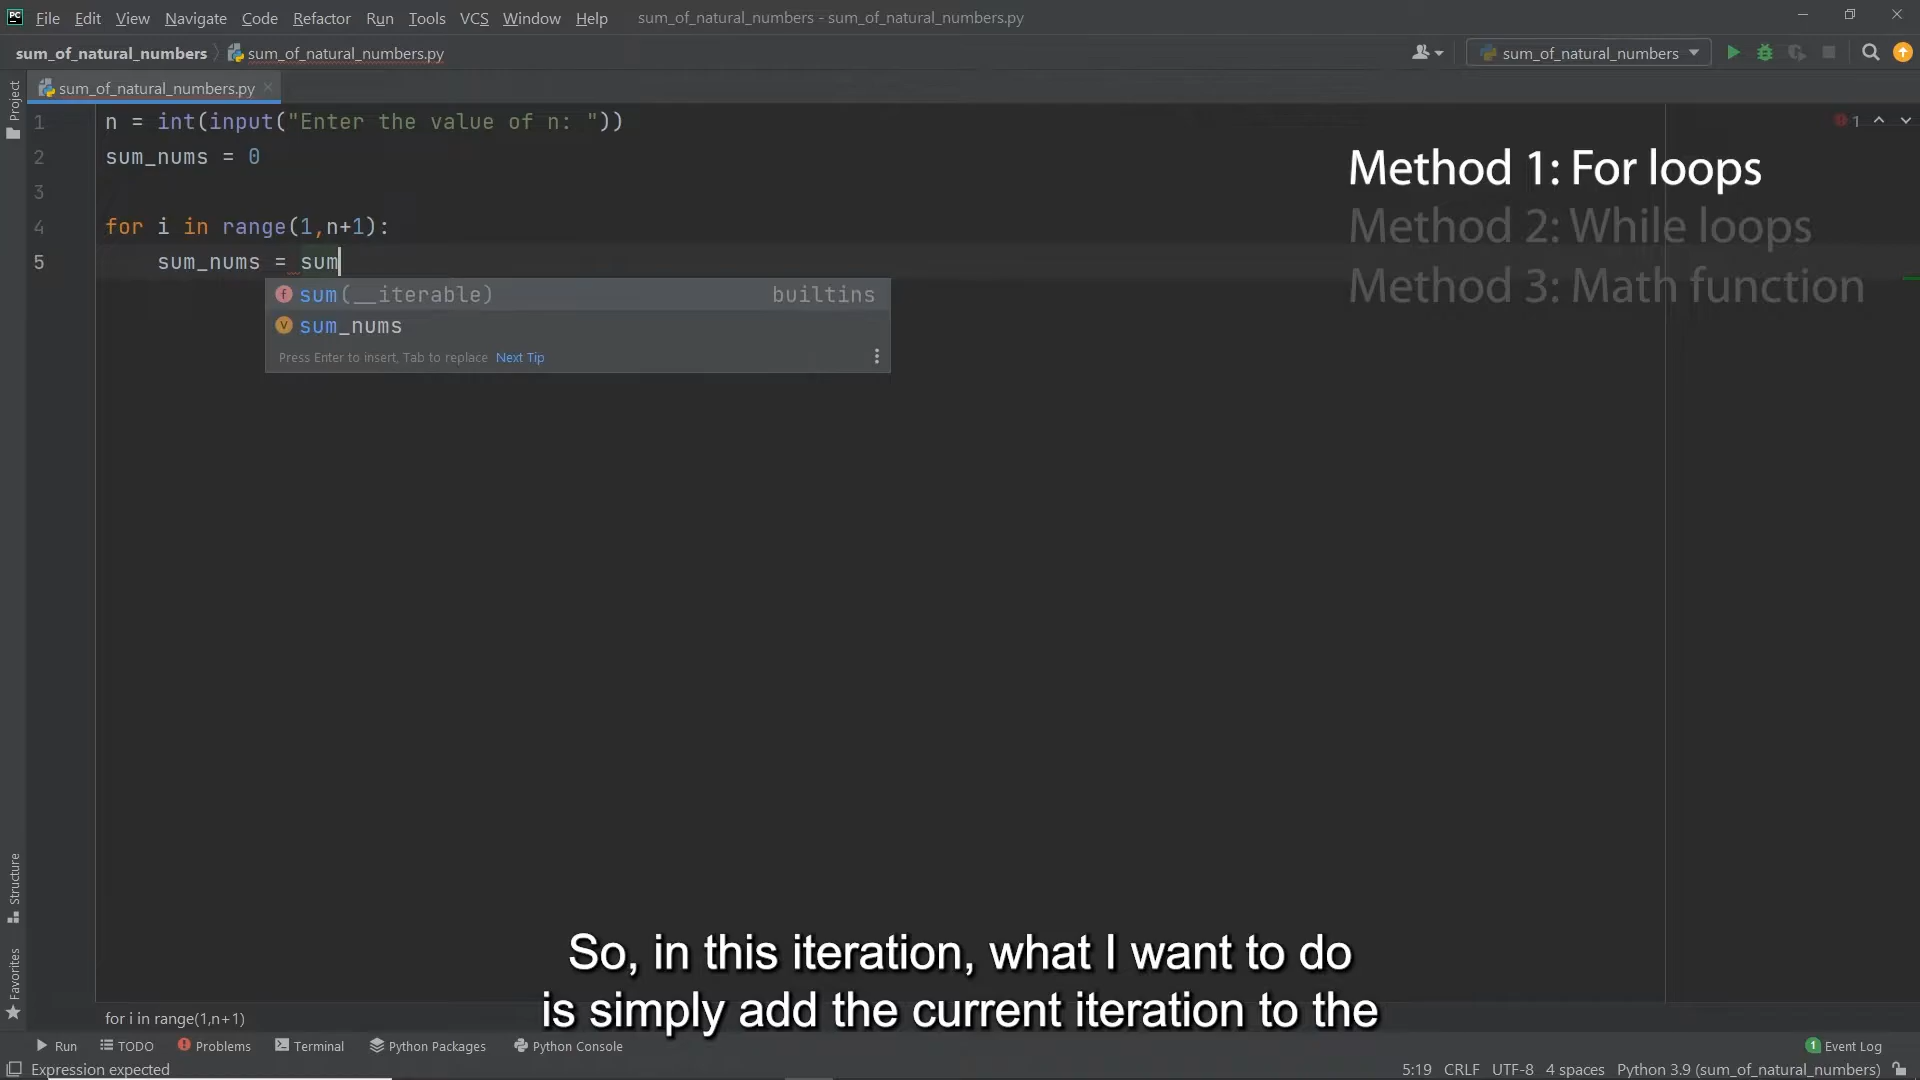 File Edit View Navigate Code Refactor Run Tools VCS Window Help sum_of_natural_numbers - sum_of_natural_numbers.py
sum_of_natural_numbers sum_of_natural_numbers.py sum_of_natural_numbers
Project
sum_of_natural_numbers.py
1 n = int(input("Enter the value of n: "))
1
2 sum_nums = 0
3
4 for i in range(1,n+1):
5 sum_nums = sum
Method 1: For loops
Method 2: While loops
Method 3: Math function
sum(__iterable) builtins
sum_nums
Press Enter to insert, Tab to replace Next Tip
Structure
Favorites
So, in this iteration, what I want to do
is simply add the current iteration to the
for i in range(1,n+1)
Run TODO Problems Terminal Python Packages Python Console 1 Event Log
Expression expected 5:19 CRLF UTF-8 4 spaces Python 3.9 (sum_of_natural_numbers)